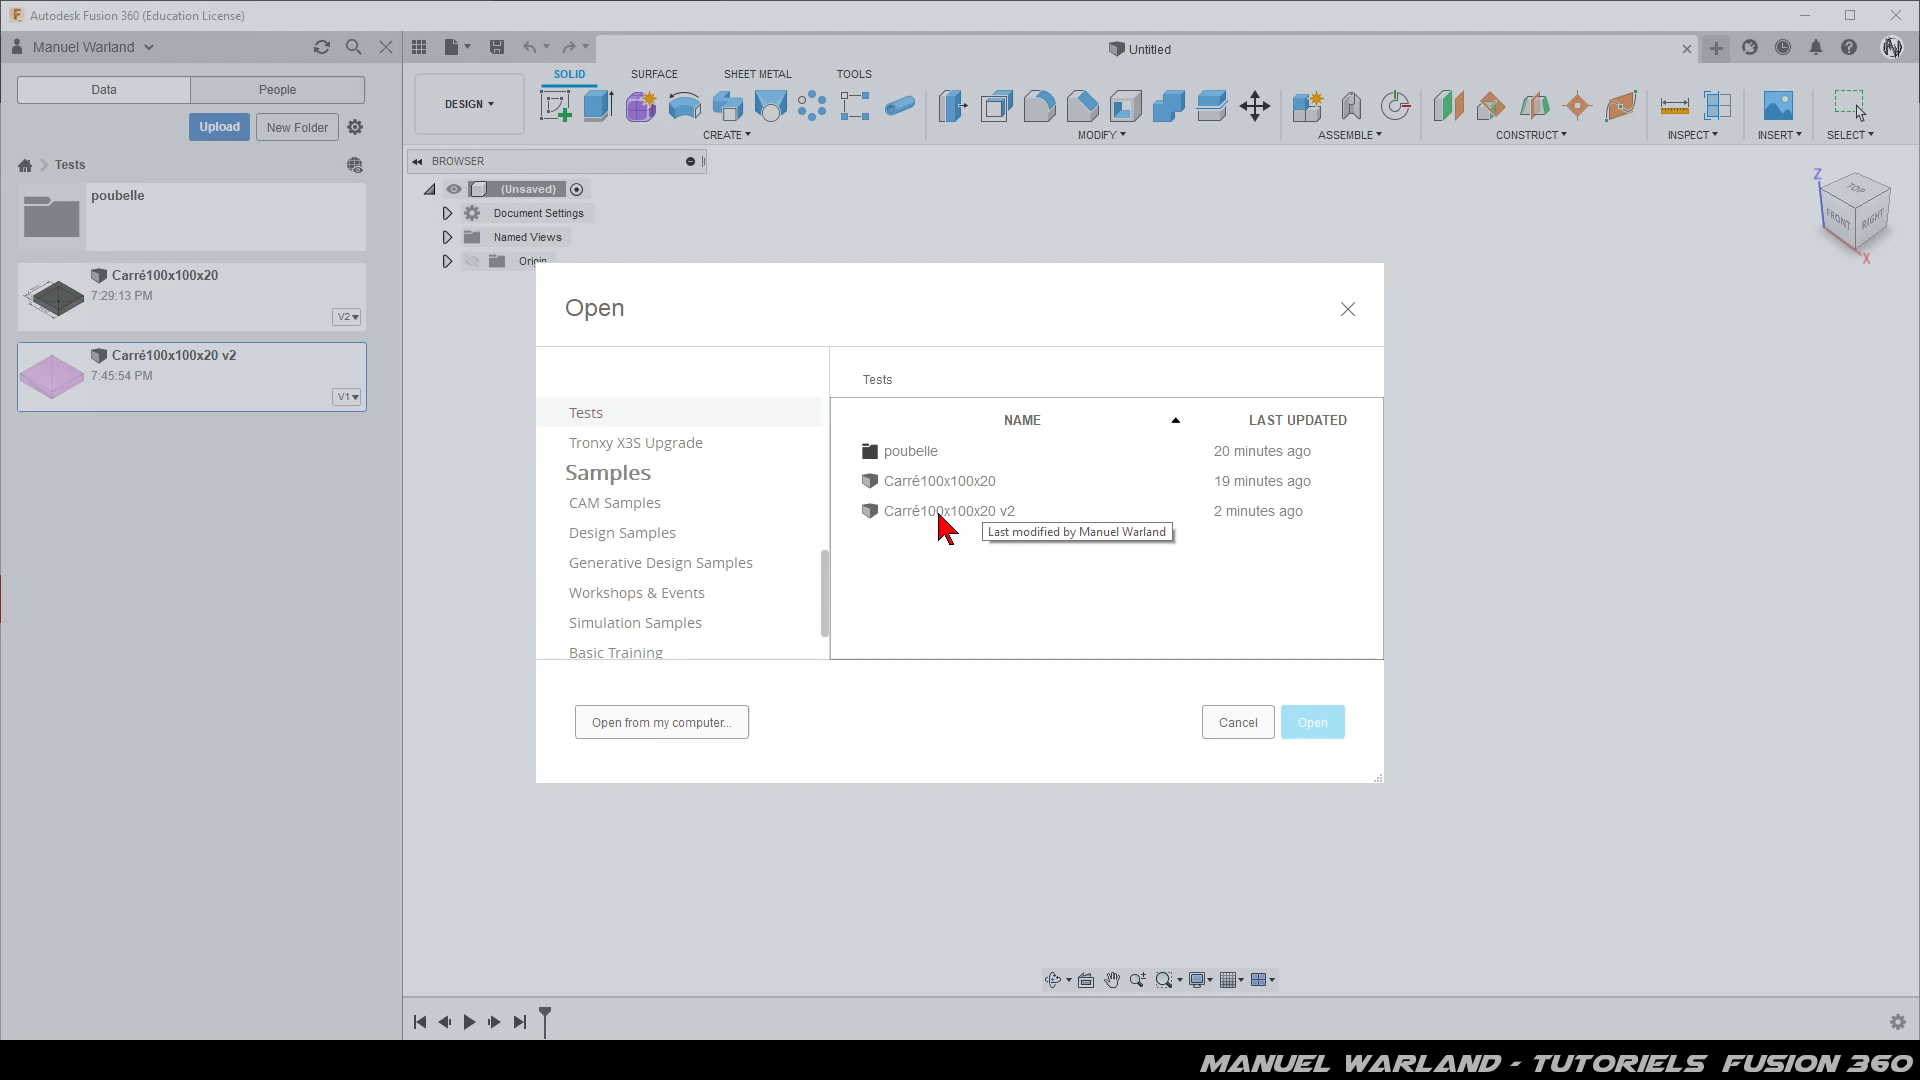 Autodesk Fusion 360 (Education License)
Manuel Warland
Untitled
Data
People
Upload
New Folder
Tests
poubelle
Carré100x100x20
7:29:13 PM
V2
Carré100x100x20 v2
7:45:54 PM
V1
DESIGN
SOLID
SURFACE
SHEET METAL
TOOLS
CREATE
MODIFY
ASSEMBLE
CONSTRUCT
INSPECT
INSERT
SELECT
BROWSER
(Unsaved)
Document Settings
Named Views
Origin
Z
TOP
FRONT
RIGHT
X
Open
Tests
Tests
Tronxy X3S Upgrade
Samples
CAM Samples
Design Samples
Generative Design Samples
Workshops & Events
Simulation Samples
Basic Training
NAME
LAST UPDATED
poubelle
20 minutes ago
Carré100x100x20
19 minutes ago
Carré100x100x20 v2
2 minutes ago
Last modified by Manuel Warland
Open from my computer...
Cancel
Open
MANUEL WARLAND - TUTORIELS FUSION 360